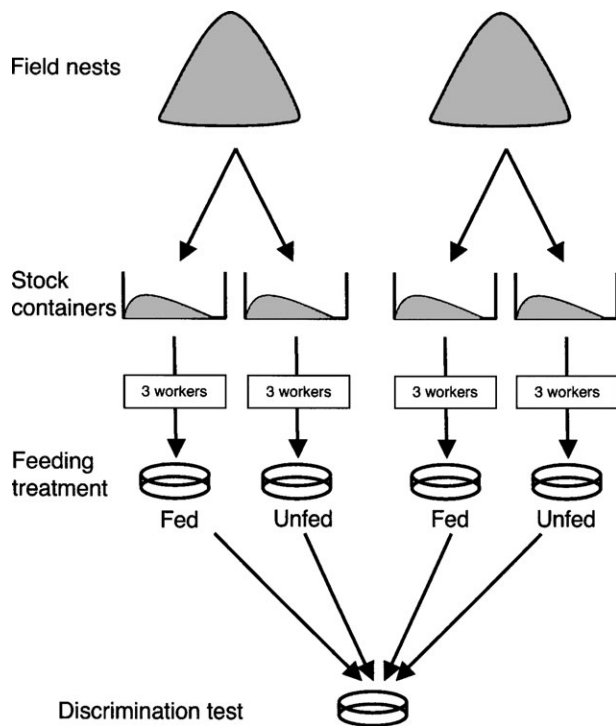 Field nests
Stock
containers
3 workers
3 workers
3 workers
3 workers
Feeding
treatment
Fed
Unfed
Fed
Unfed
Discrimination test